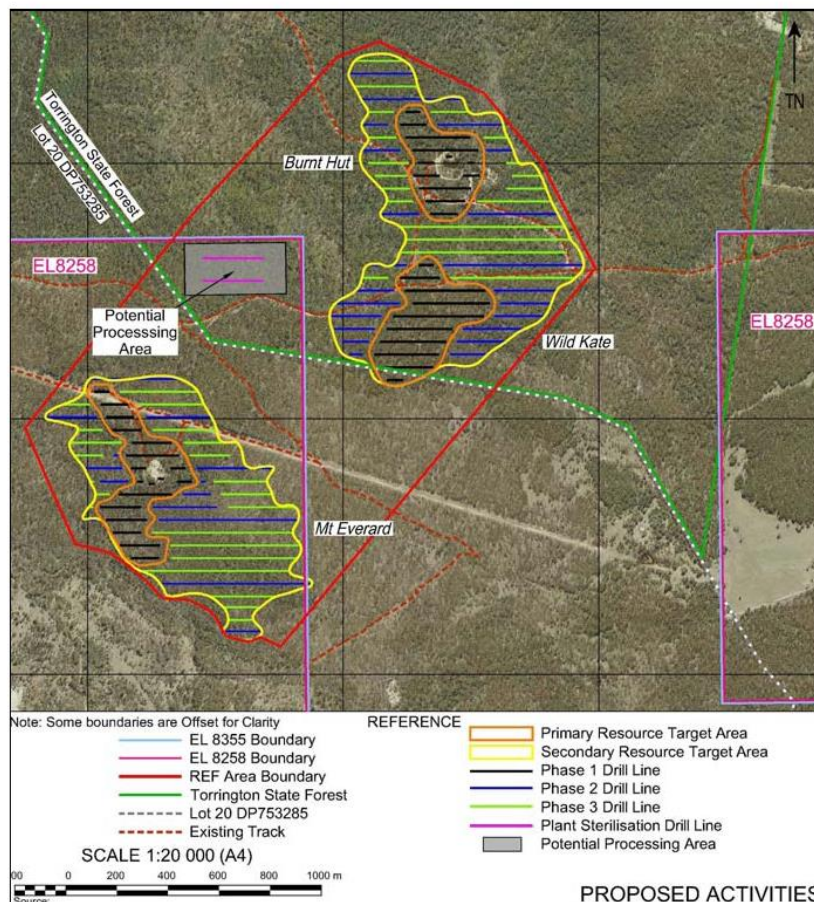 TN
Torrington State Forest
Lot 20 DP753285
Burnt Hut
EL8258
EL8258
Potential
Processsing
Area
Wild Kate
Mt Everard
Note: Some boundaries are Offset for Clarity
EL 8355 Boundary
EL 8258 Boundary
REF Area Boundary
Torrington State Forest
Lot 20 DP753285
Existing Track
SCALE 1:20 000 (A4)
00 0 200 400 600 800 1000 m
Source:
REFERENCE
Primary Resource Target Area
Secondary Resource Target Area
Phase 1 Drill Line
Phase 2 Drill Line
Phase 3 Drill Line
Plant Sterilisation Drill Line
Potential Processing Area
PROPOSED ACTIVITIES